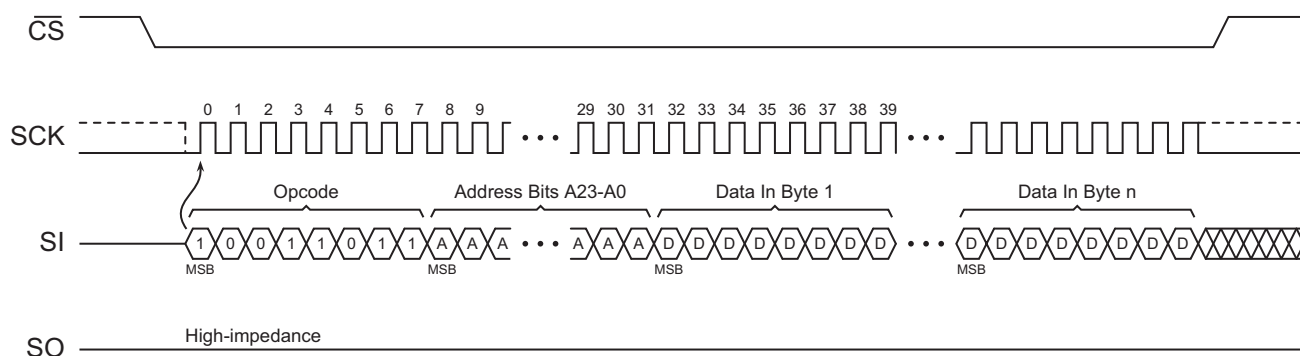 CS
0 1 2 3 4 5 6 7 8 9 29 30 31 32 33 34 35 36 37 38 39
SCK
Opcode Address Bits A23-A0 Data In Byte 1 Data In Byte n
SI 1 0 0 1 1 0 1 1 A A A A A A D D D D D D D D D D D D D D D D
MSB MSB MSB MSB
High-impedance
SO